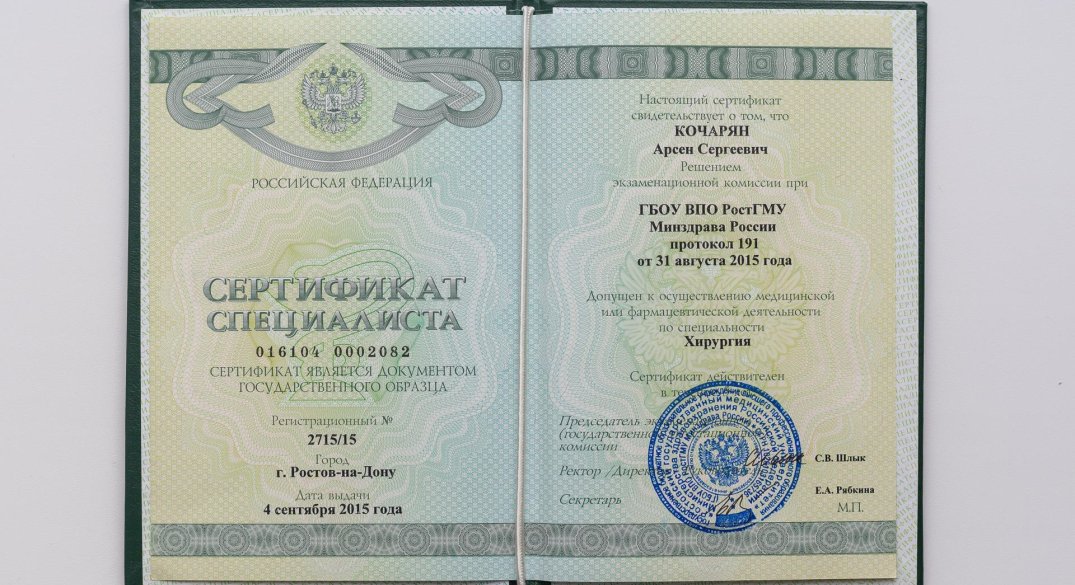 РОССИЙСКАЯ ФЕДЕРАЦИЯ
СЕРТИФИКАТ
СПЕЦИАЛИСТА
016104 0002082
СЕРТИФИКАТ ЯВЛЯЕТСЯ ДОКУМЕНТОМ
ГОСУДАРСТВЕННОГО ОБРАЗЦА
Регистрационный №
2715/15
Город
г. Ростов-на-Дону
Дата выдачи
4 сентября 2015 года
Настоящий сертификат
свидетельствует о том, что
КОЧАРЯН
Арсен Сергеевич
Решением
экзаменационной комиссии при
ГБОУ ВПО РостГМУ
Минздрава России
протокол 191
от 31 августа 2015 года
Допущен к осуществлению медицинской
или фармацевтической деятельности
по специальности
Хирургия
Сертификат действителен
в
Председатель
комиссии
С.В. Шлык
Ректор
Секретарь
Е.А. Рябкина
М.П.